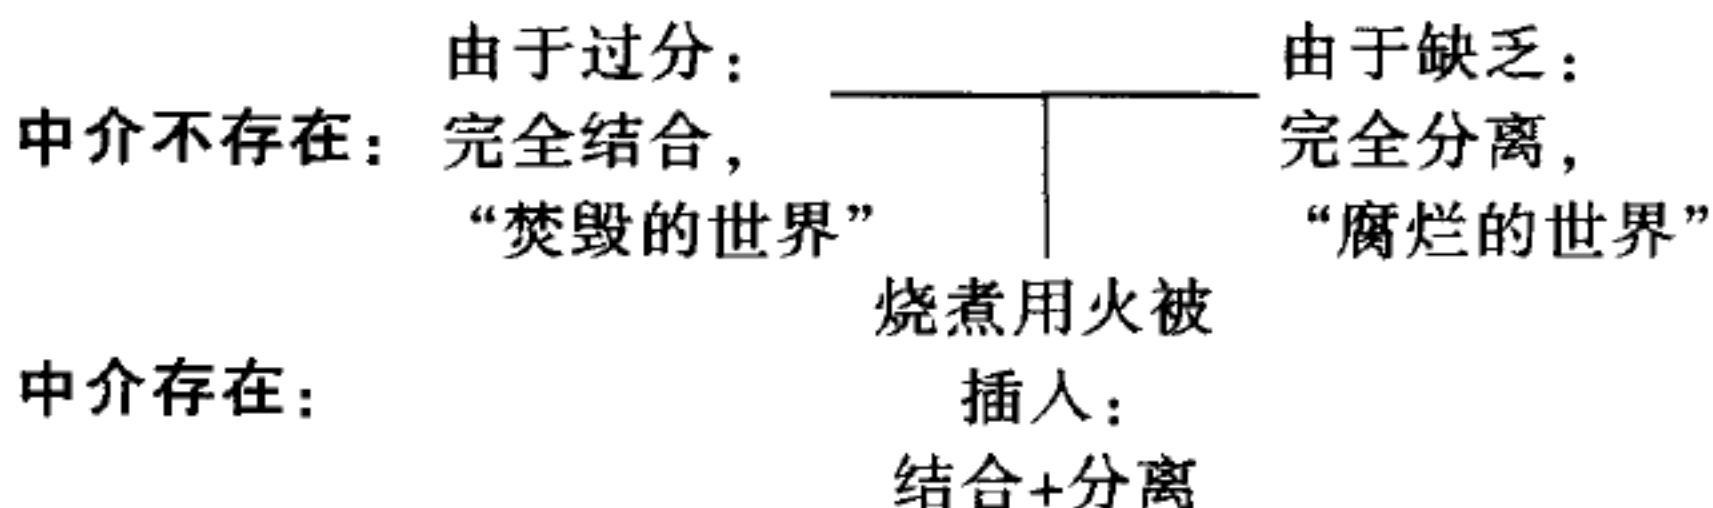 由于过分：
由于缺乏：
中介不存在：
完全结合，
完全分离，
“焚毁的世界”
“腐烂的世界”
烧煮用火被
中介存在：
插入：
结合+分离